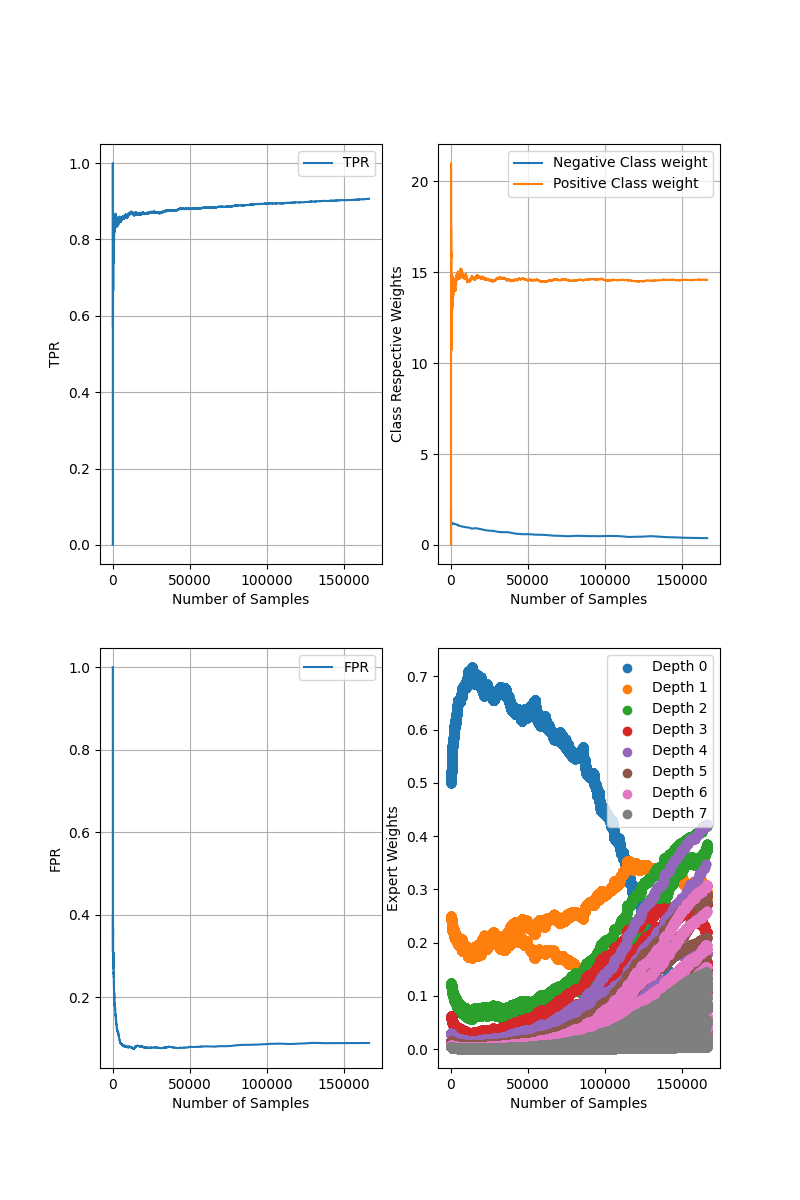 TPR
1.0
0.8
0.6
0.4
0.2
0.0
TPR
0 50000 100000 150000
Number of Samples
Negative Class weight
Positive Class weight
20
15
10
5
0
Class Respective Weights
0 50000 100000 150000
Number of Samples
FPR
1.0
0.8
0.6
0.4
0.2
FPR
0 50000 100000 150000
Number of Samples
Depth 0
Depth 1
Depth 2
Depth 3
Depth 4
Depth 5
Depth 6
Depth 7
0.7
0.6
0.5
0.4
0.3
0.2
0.1
0.0
Expert Weights
0 50000 100000 150000
Number of Samples